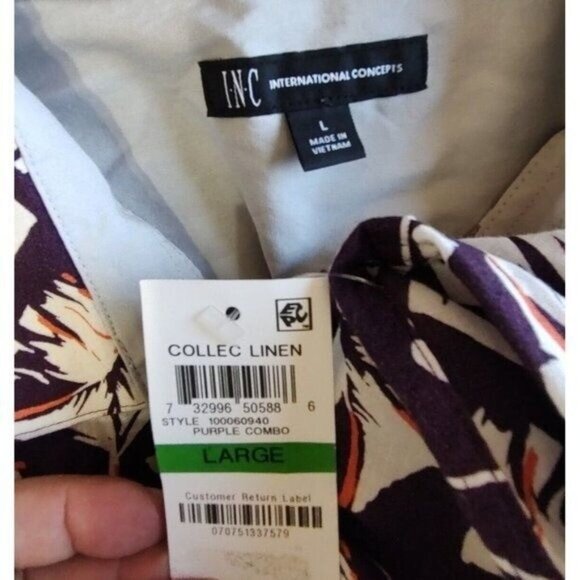 I·N·C INTERNATIONAL CONCEPTS
L
MADE IN
VIETNAM
EPC
COLLEC LINEN
7 32996 50588 6
STYLE 100060940
PURPLE COMBO
LARGE
Customer Return Label
070751337579